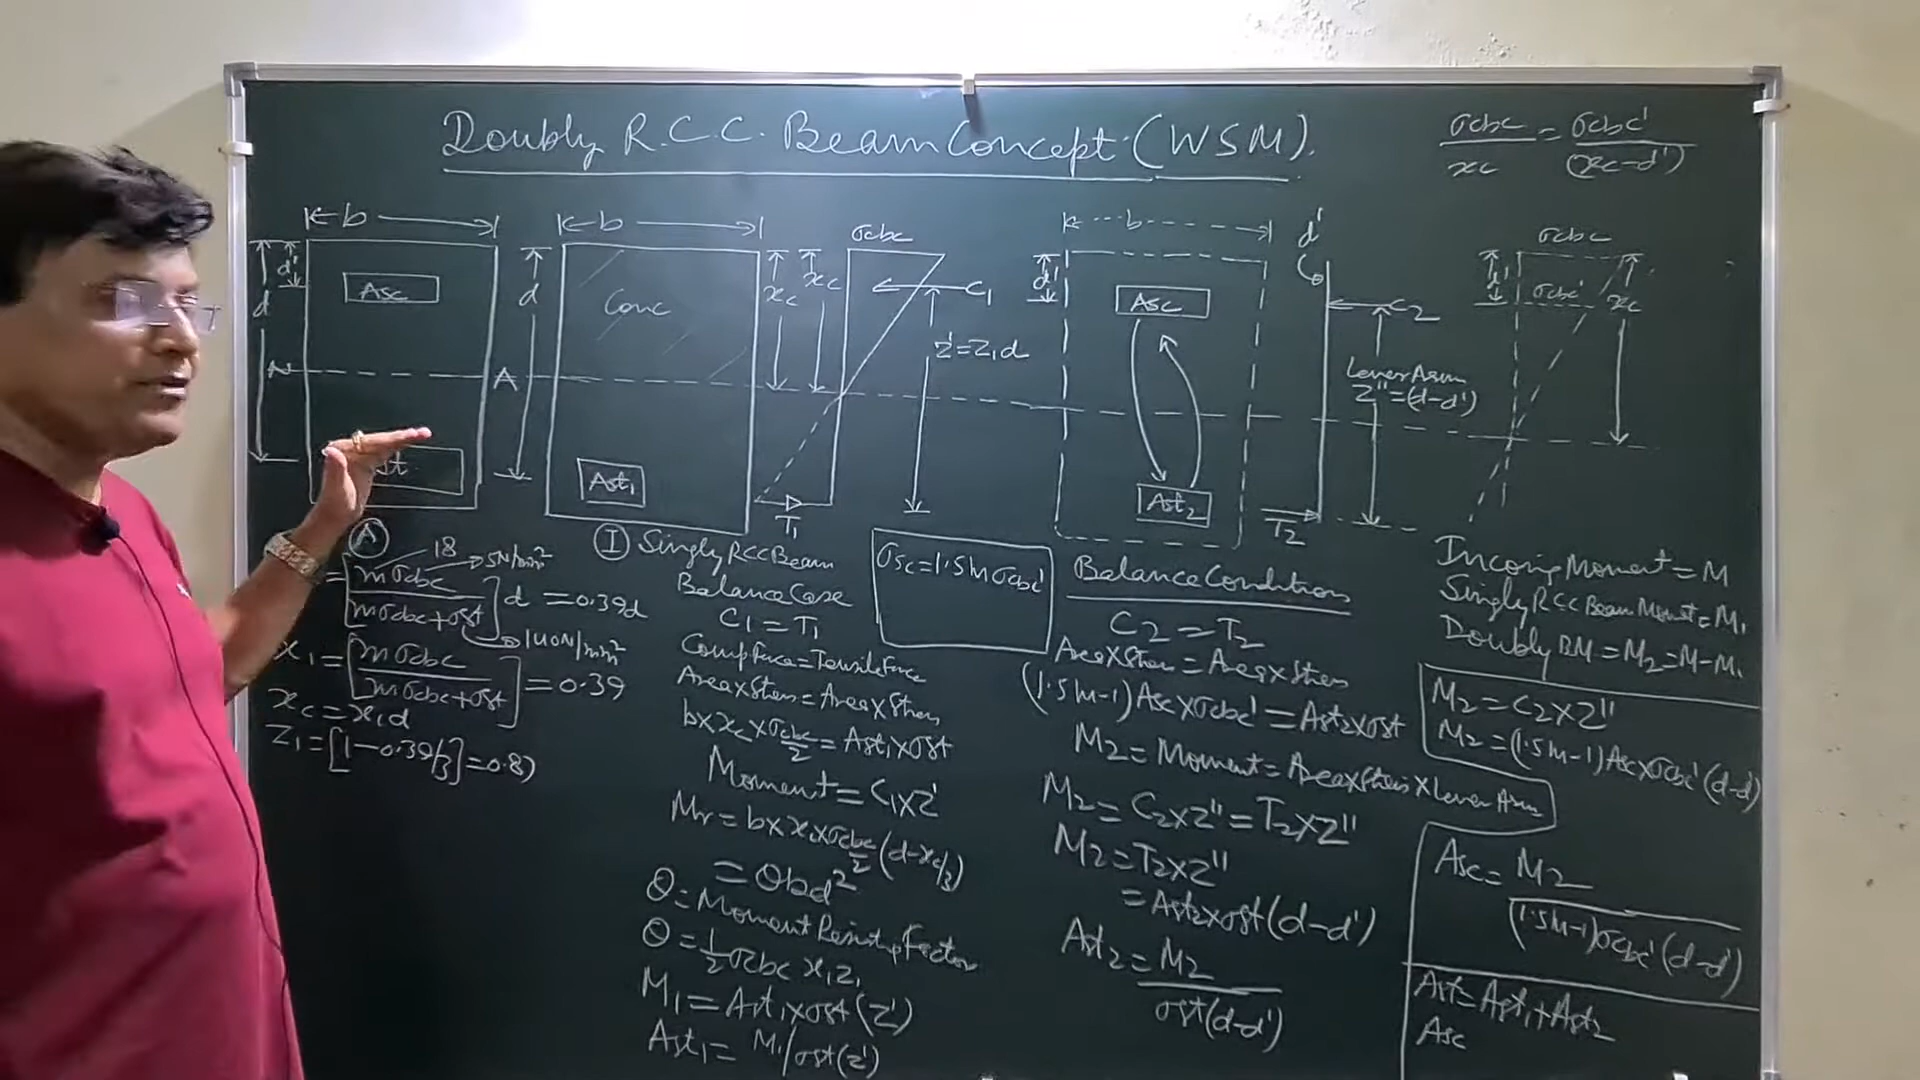 Doubly R.C.C. Beam Concept (WSM).
σcbc/xc = σcbc'/(xc-d')
b
d'
d
Asc
N
A
Ast
(A)
b
d
Conc
Ast1
xc
xc
σcbc
C1
Z'=Z1d
T1
b
d'
Asc
Ast2
d'
C2
Lever Arm
Z''=(d-d')
T2
σcbc
d'
σcbc'
xc
= [mσcbc/(mσcbc+σst)] d = 0.39d
18
5N/mm²
140N/mm²
x1 = [mσcbc/(mσcbc+σst)] = 0.39
xc = x1d
Z1 = [1-0.39/3] = 0.87
(I) Singly RCC Beam
Balance Case
C1 = T1
Comp Force = Tensile Force
Area x Stress = Area x Stress
b x xc x σcbc/2 = Ast1 x σst
Moment = C1 x Z'
Mr = b x xc x σcbc/2 (d-xc/3)
= Qbd²
Q = Moment Resisting Factor
Q = 1/2 σcbc x1z1
M1 = Ast1 x σst (Z')
Ast1 = M1/σst(z')
σsc = 1.5mσcbc'
Balance Condition
C2 = T2
Area x Stress = Area x Stress
(1.5m-1)Asc x σcbc' = Ast2 x σst
M2 = Moment = Area x Stress x Lever Arm
M2 = C2 x Z'' = T2 x Z''
M2 = T2 x Z''
= Ast2 x σst (d-d')
Ast2 = M2/σst(d-d')
Incoming Moment = M
Singly RCC Beam Moment = M1
Doubly BM = M2 = M-M1
M2 = C2 x Z''
M2 = (1.5m-1)Asc x σcbc' (d-d')
Asc = M2/(1.5m-1)σcbc' (d-d')
Ast = Ast1 + Ast2
Asc